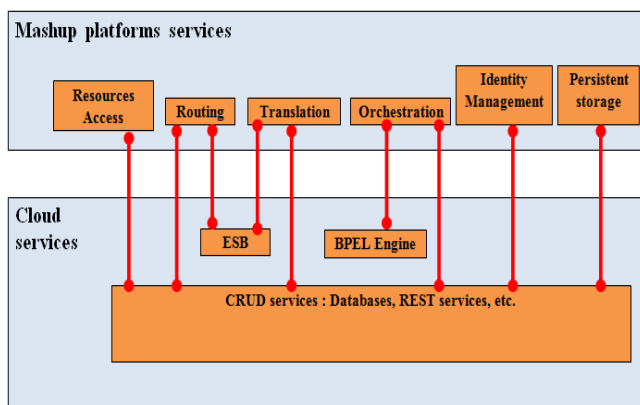 Mashup platforms services
Resources
Access
Routing
Translation
Orchestration
Identity
Management
Persistent
storage
Cloud
services
ESB
BPEL Engine
CRUD services : Databases, REST services, etc.